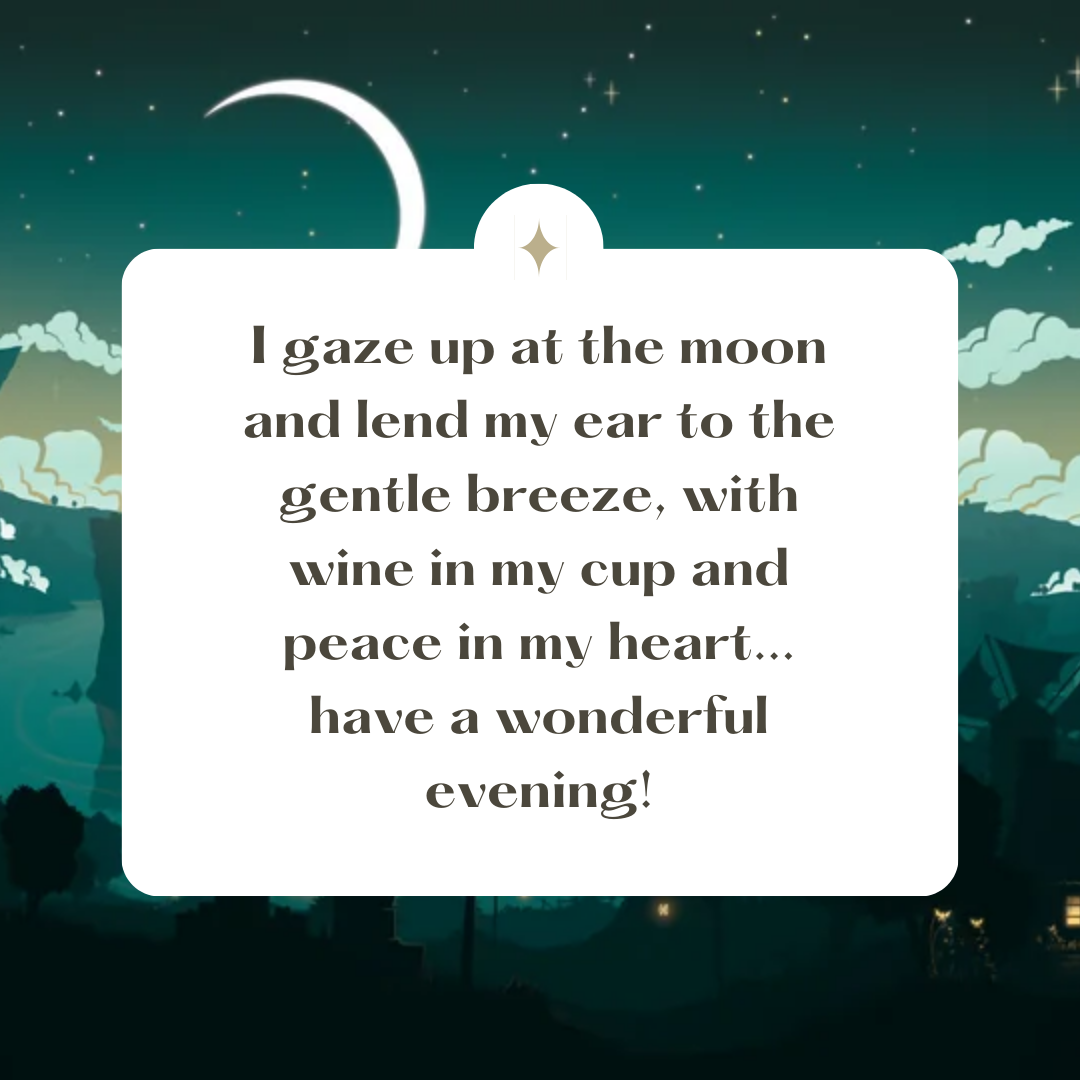 I gaze up at the moon
and lend my ear to the
gentle breeze, with
wine in my cup and
peace in my heart...
have a wonderful
evening!